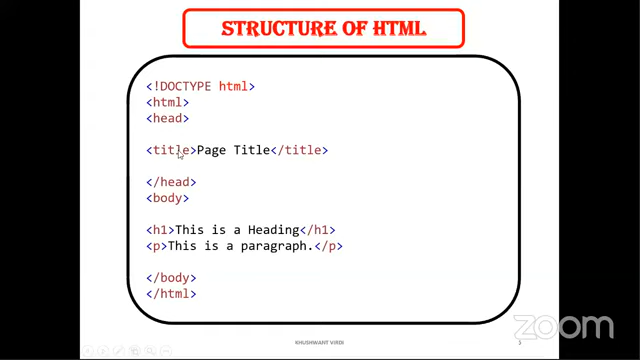 STRUCTURE OF HTML
<!DOCTYPE html>
<html>
<head>
<title>Page Title</title>
</head>
<body>
<h1>This is a Heading</h1>
<p>This is a paragraph.</p>
</body>
</html>
KHUSHWANT VIRDI
5
zoom